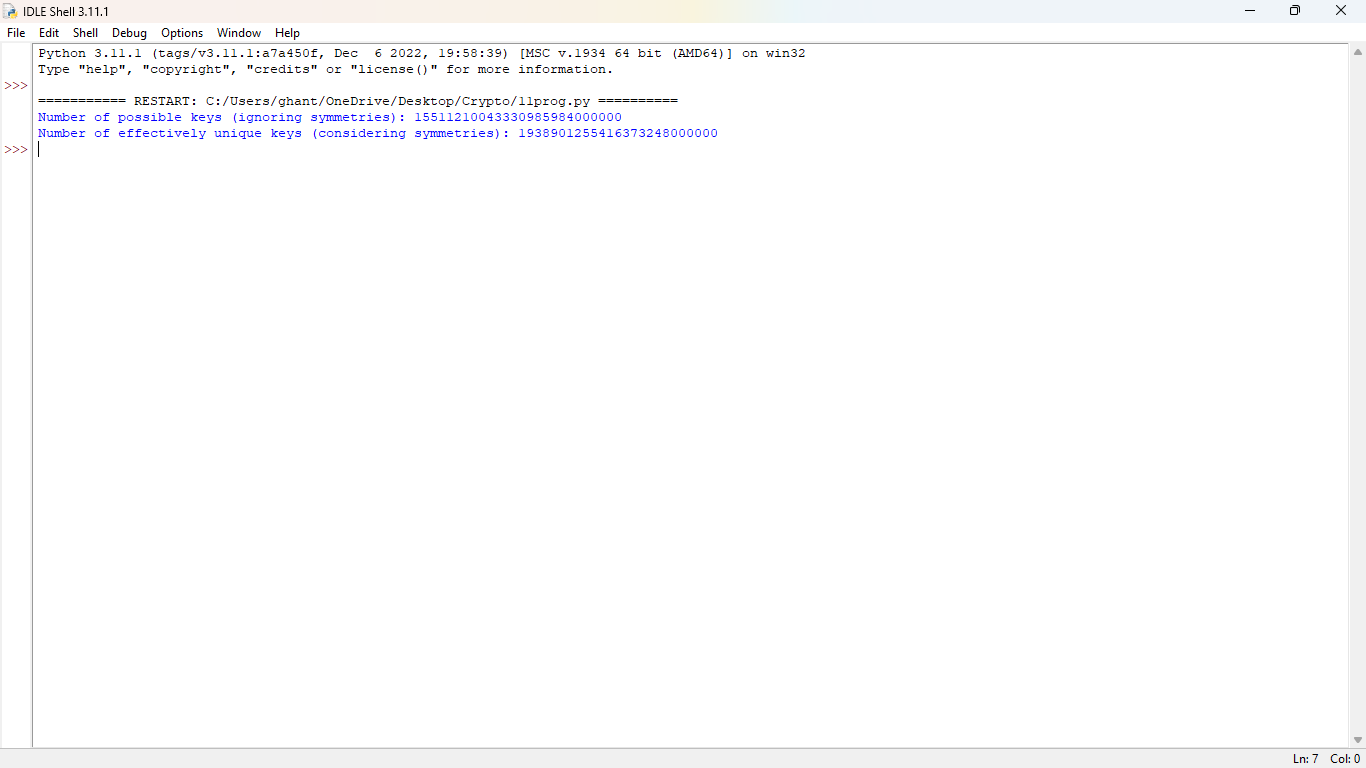 IDLE Shell 3.11.1
File Edit Shell Debug Options Window Help
Python 3.11.1 (tags/v3.11.1:a7a450f, Dec  6 2022, 19:58:39) [MSC v.1934 64 bit (AMD64)] on win32
Type "help", "copyright", "credits" or "license()" for more information.
>>>
=========== RESTART: C:/Users/ghant/OneDrive/Desktop/Crypto/11prog.py ==========
Number of possible keys (ignoring symmetries): 15511210043330985984000000
Number of effectively unique keys (considering symmetries): 1938901255416373248000000
>>>
Ln: 7 Col: 0